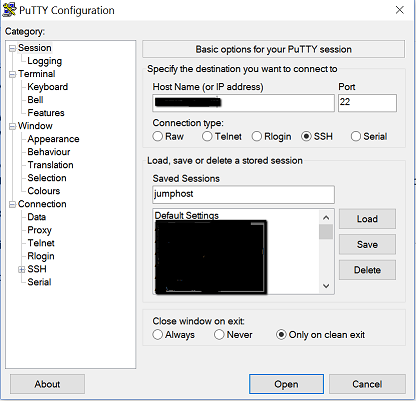 PuTTY Configuration
Category:
Session
Logging
Terminal
Keyboard
Bell
Features
Window
Appearance
Behaviour
Translation
Selection
Colours
Connection
Data
Proxy
Telnet
Rlogin
SSH
Serial
Basic options for your PuTTY session
Specify the destination you want to connect to
Host Name (or IP address) Port
22
Connection type:
Raw Telnet Rlogin SSH Serial
Load, save or delete a stored session
Saved Sessions
jumphost
Default Settings
Load
Save
Delete
Close window on exit:
Always Never Only on clean exit
About Open Cancel